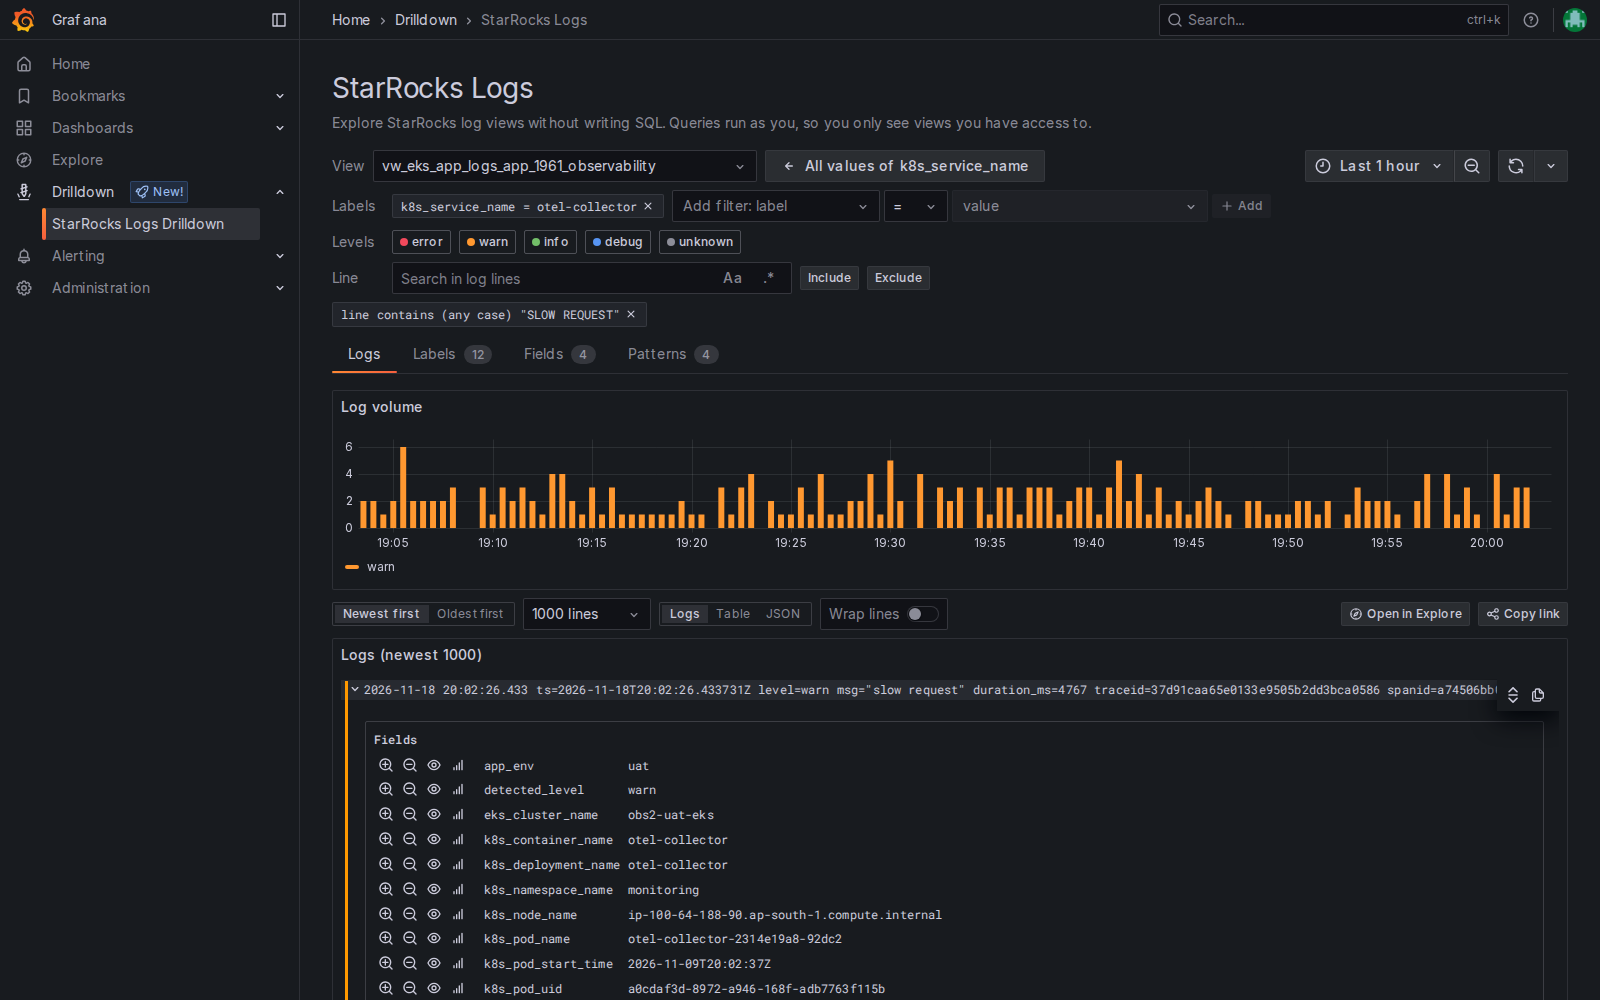 Grafana
Home › Drilldown › StarRocks Logs
Search...
ctrl+k
Home
Bookmarks
Dashboards
Explore
Drilldown
New!
StarRocks Logs Drilldown
Alerting
Administration
StarRocks Logs
Explore StarRocks log views without writing SQL. Queries run as you, so you only see views you have access to.
View
vw_eks_app_logs_app_1961_observability
All values of k8s_service_name
Last 1 hour
Labels
k8s_service_name = otel-collector ×
Add filter: label
=
value
+ Add
Levels
error
warn
info
debug
unknown
Line
Search in log lines
Aa
.*
Include
Exclude
line contains (any case) "SLOW REQUEST" ×
Logs
Labels 12
Fields 4
Patterns 4
Log volume
6
4
2
0
19:05
19:10
19:15
19:20
19:25
19:30
19:35
19:40
19:45
19:50
19:55
20:00
warn
Newest first
Oldest first
1000 lines
Logs
Table
JSON
Wrap lines
Open in Explore
Copy link
Logs (newest 1000)
2026-11-18 20:02:26.433 ts=2026-11-18T20:02:26.433731Z level=warn msg="slow request" duration_ms=4767 traceid=37d91caa65e0133e9505b2dd3bca0586 spanid=a74506bb
Fields
app_env uat
detected_level warn
eks_cluster_name obs2-uat-eks
k8s_container_name otel-collector
k8s_deployment_name otel-collector
k8s_namespace_name monitoring
k8s_node_name ip-100-64-188-90.ap-south-1.compute.internal
k8s_pod_name otel-collector-2314e19a8-92dc2
k8s_pod_start_time 2026-11-09T20:02:37Z
k8s_pod_uid a0cdaf3d-8972-a946-168f-adb7763f115b